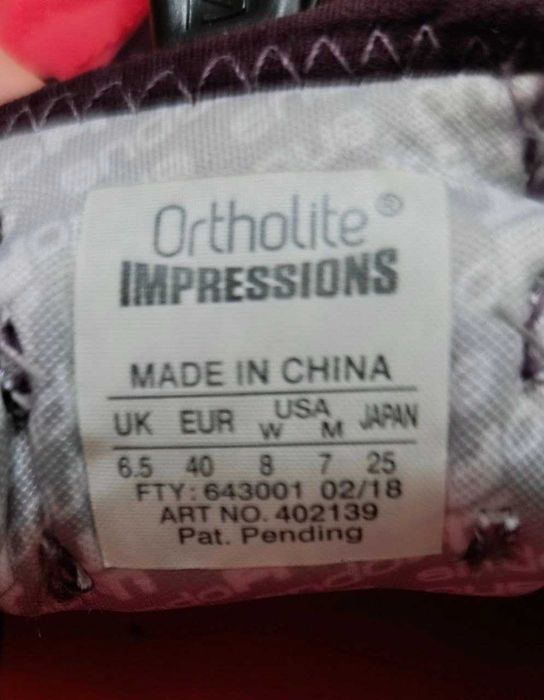 Ortholite®
IMPRESSIONS
MADE IN CHINA
UK EUR USA W M JAPAN
6.5 40 8 7 25
FTY: 643001 02/18
ART NO. 402139
Pat. Pending